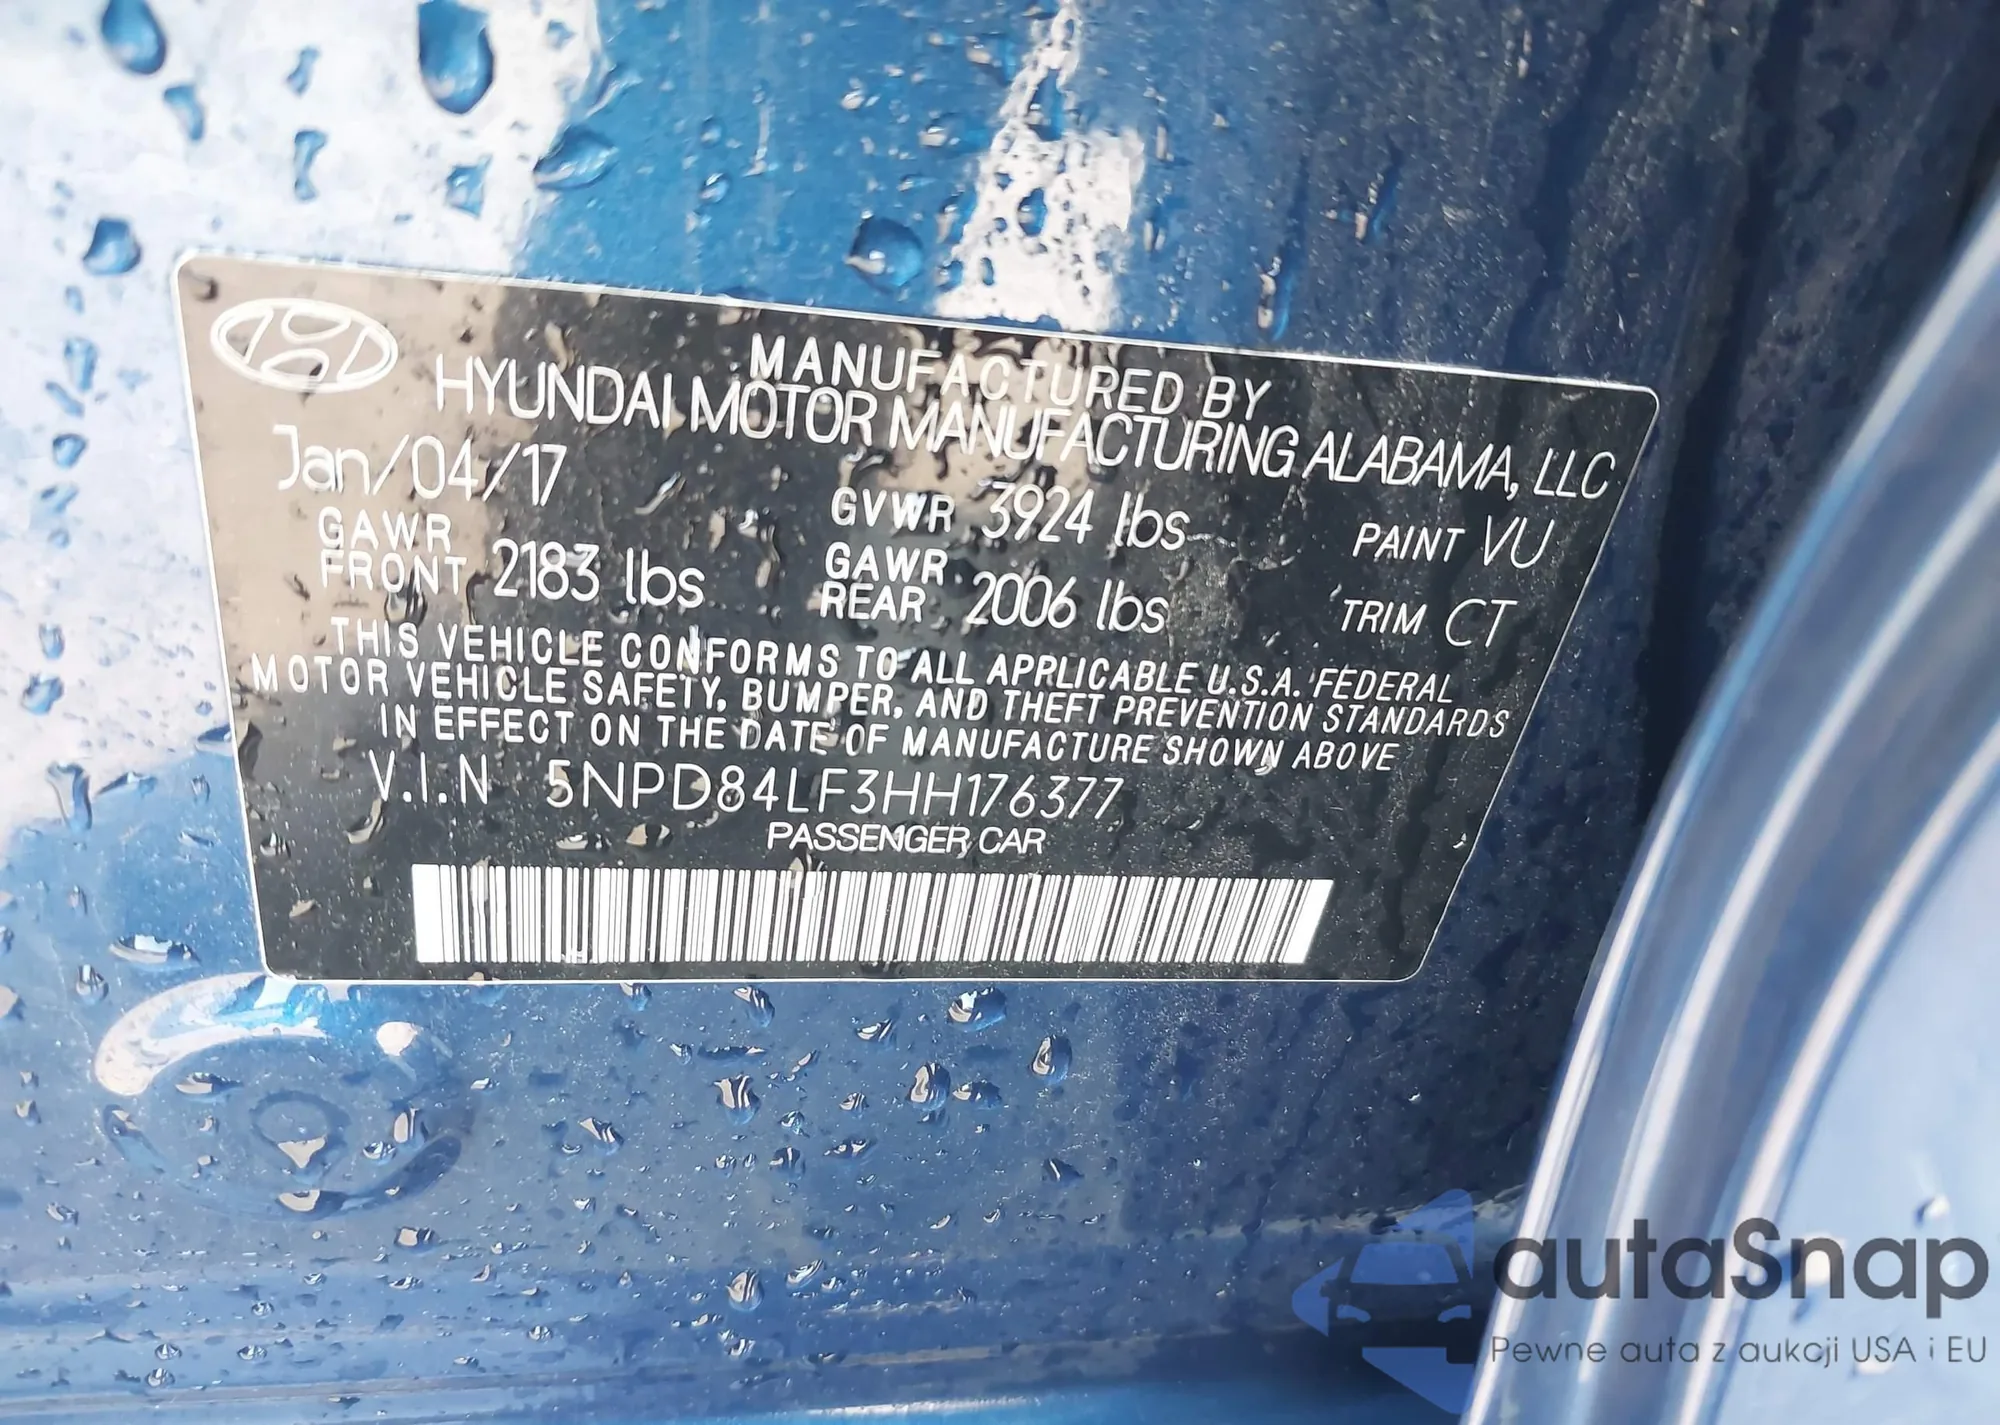 MANUFACTURED BY
HYUNDAI MOTOR MANUFACTURING ALABAMA, LLC
Jan/04/17
GVWR 3924 lbs
PAINT VU
GAWR
FRONT 2183 lbs
GAWR
REAR 2006 lbs
TRIM CT
THIS VEHICLE CONFORMS TO ALL APPLICABLE U.S.A. FEDERAL
MOTOR VEHICLE SAFETY, BUMPER, AND THEFT PREVENTION STANDARDS
IN EFFECT ON THE DATE OF MANUFACTURE SHOWN ABOVE
V.I.N 5NPD84LF3HH176377
PASSENGER CAR
autaSnap
Pewne auta z aukcji USA i EU